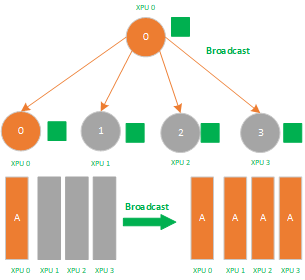 XPU 0
0
Broadcast
0 1 2 3
XPU 0 XPU 1 XPU 2 XPU 3
Broadcast
A A A A A
XPU 0 XPU 1 XPU 2 XPU 3 XPU 0 XPU 1 XPU 2 XPU 3